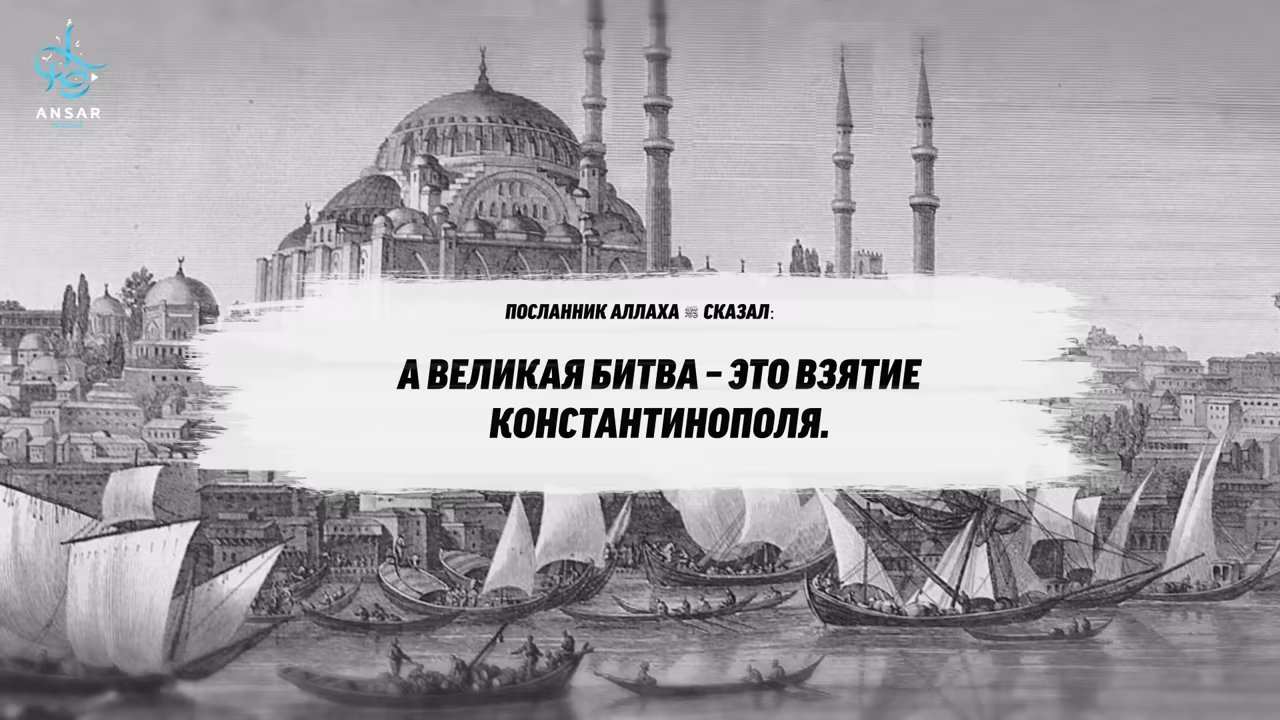 ANSAR
ПОСЛАННИК АЛЛАХА ﷺ СКАЗАЛ:
А ВЕЛИКАЯ БИТВА – ЭТО ВЗЯТИЕ
КОНСТАНТИНОПОЛЯ.